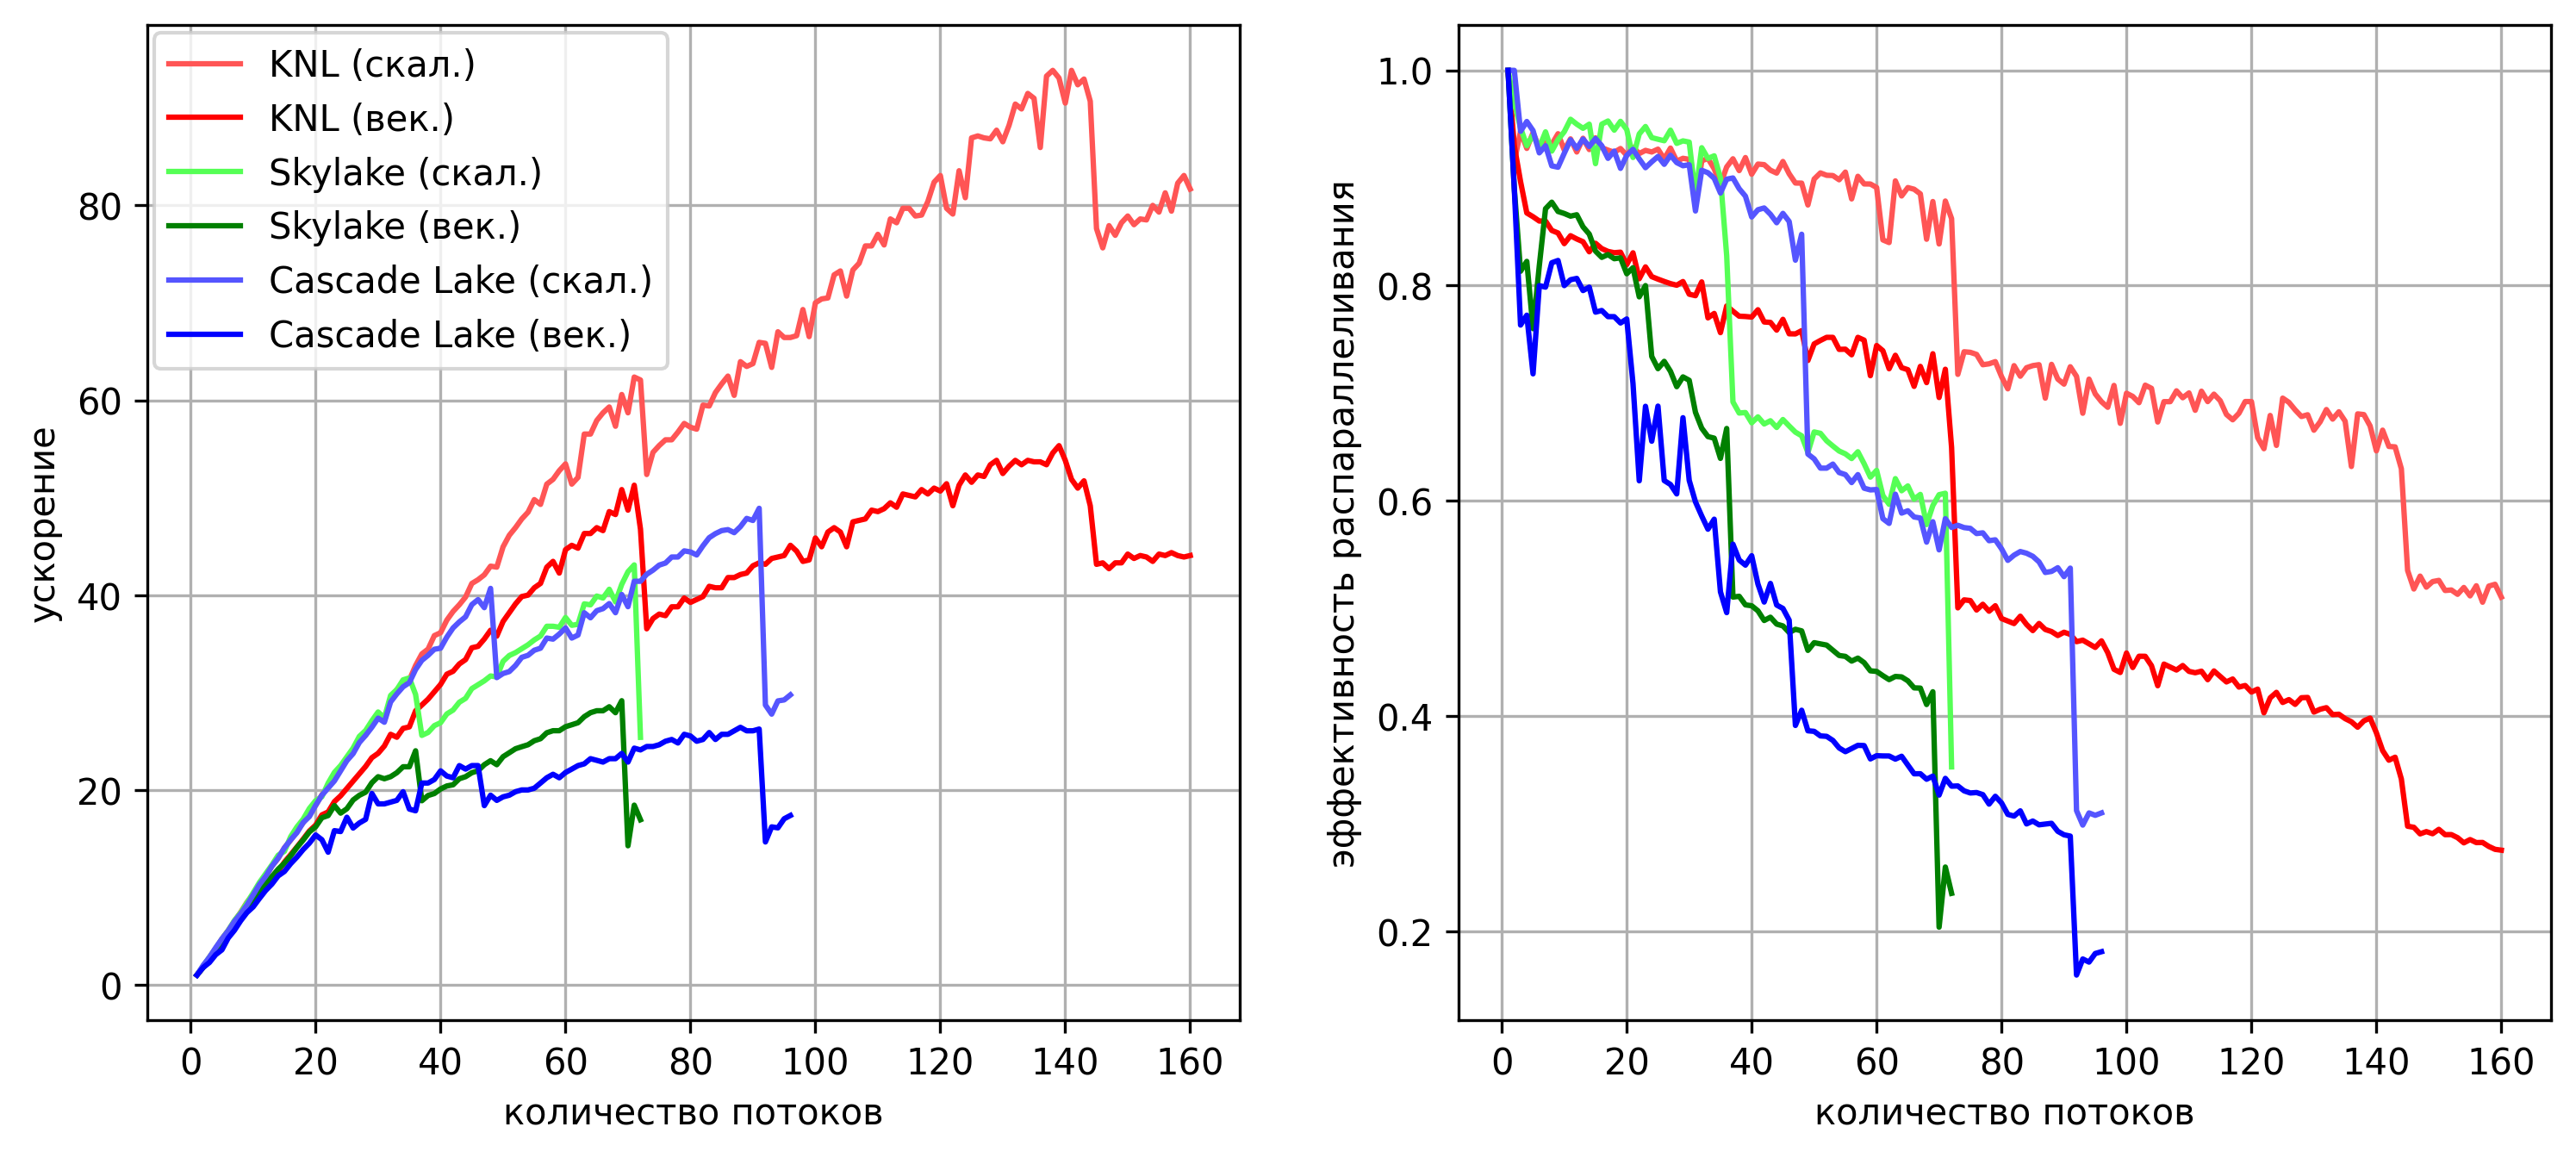 KNL (скал.)
KNL (век.)
Skylake (скал.)
Skylake (век.)
Cascade Lake (скал.)
Cascade Lake (век.)
ускорение
80
60
40
20
0
0 20 40 60 80 100 120 140 160
количество потоков
эффективность распараллеливания
1.0
0.8
0.6
0.4
0.2
0 20 40 60 80 100 120 140 160
количество потоков